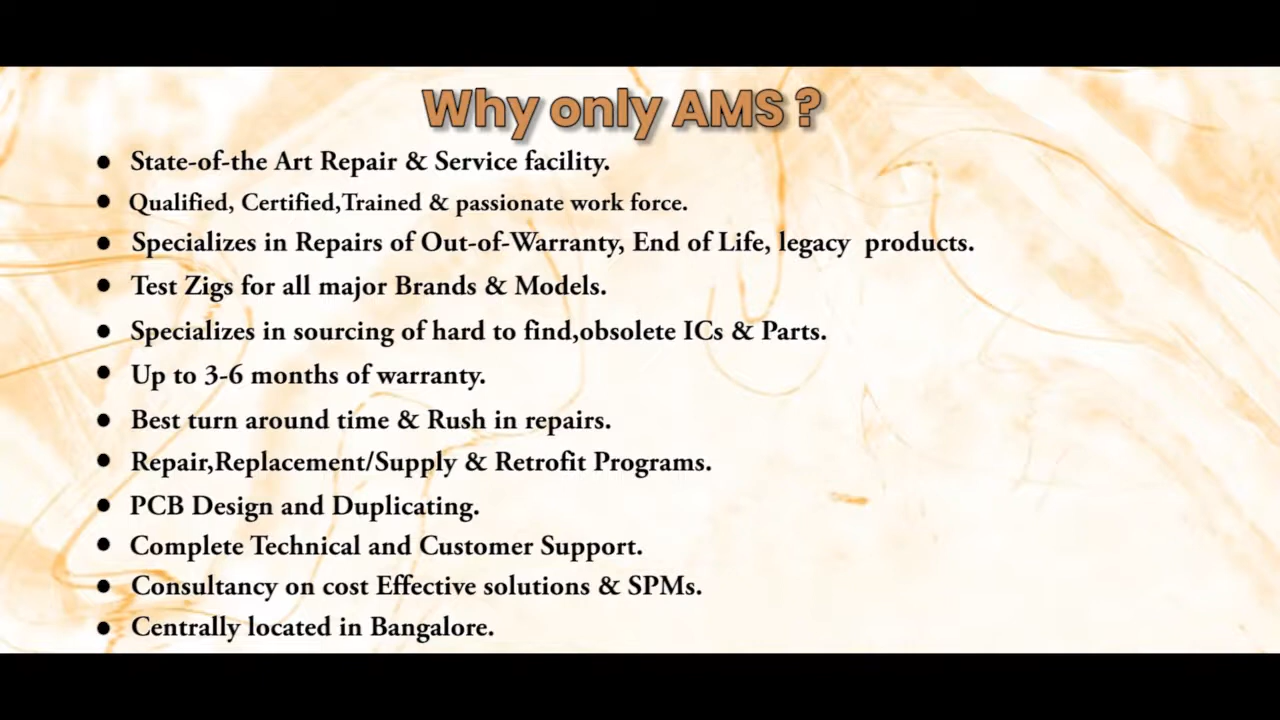 Why only AMS ?
● State-of-the Art Repair & Service facility.
● Qualified, Certified,Trained & passionate work force.
● Specializes in Repairs of Out-of-Warranty, End of Life, legacy  products.
● Test Zigs for all major Brands & Models.
● Specializes in sourcing of hard to find,obsolete ICs & Parts.
● Up to 3-6 months of warranty.
● Best turn around time & Rush in repairs.
● Repair,Replacement/Supply & Retrofit Programs.
● PCB Design and Duplicating.
● Complete Technical and Customer Support.
● Consultancy on cost Effective solutions & SPMs.
● Centrally located in Bangalore.